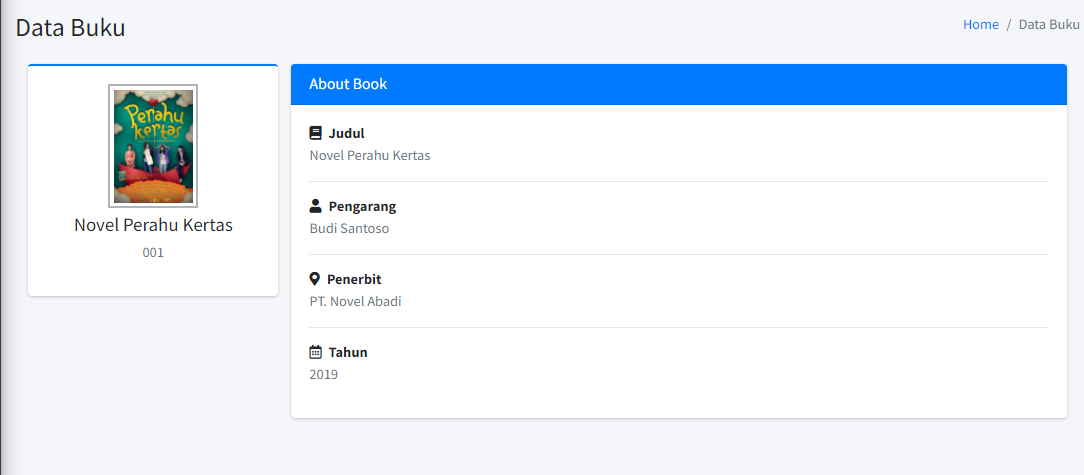 Data Buku
Home / Data Buku
Perahu
kertas
Novel Perahu Kertas
001
About Book
Judul
Novel Perahu Kertas
Pengarang
Budi Santoso
Penerbit
PT. Novel Abadi
Tahun
2019